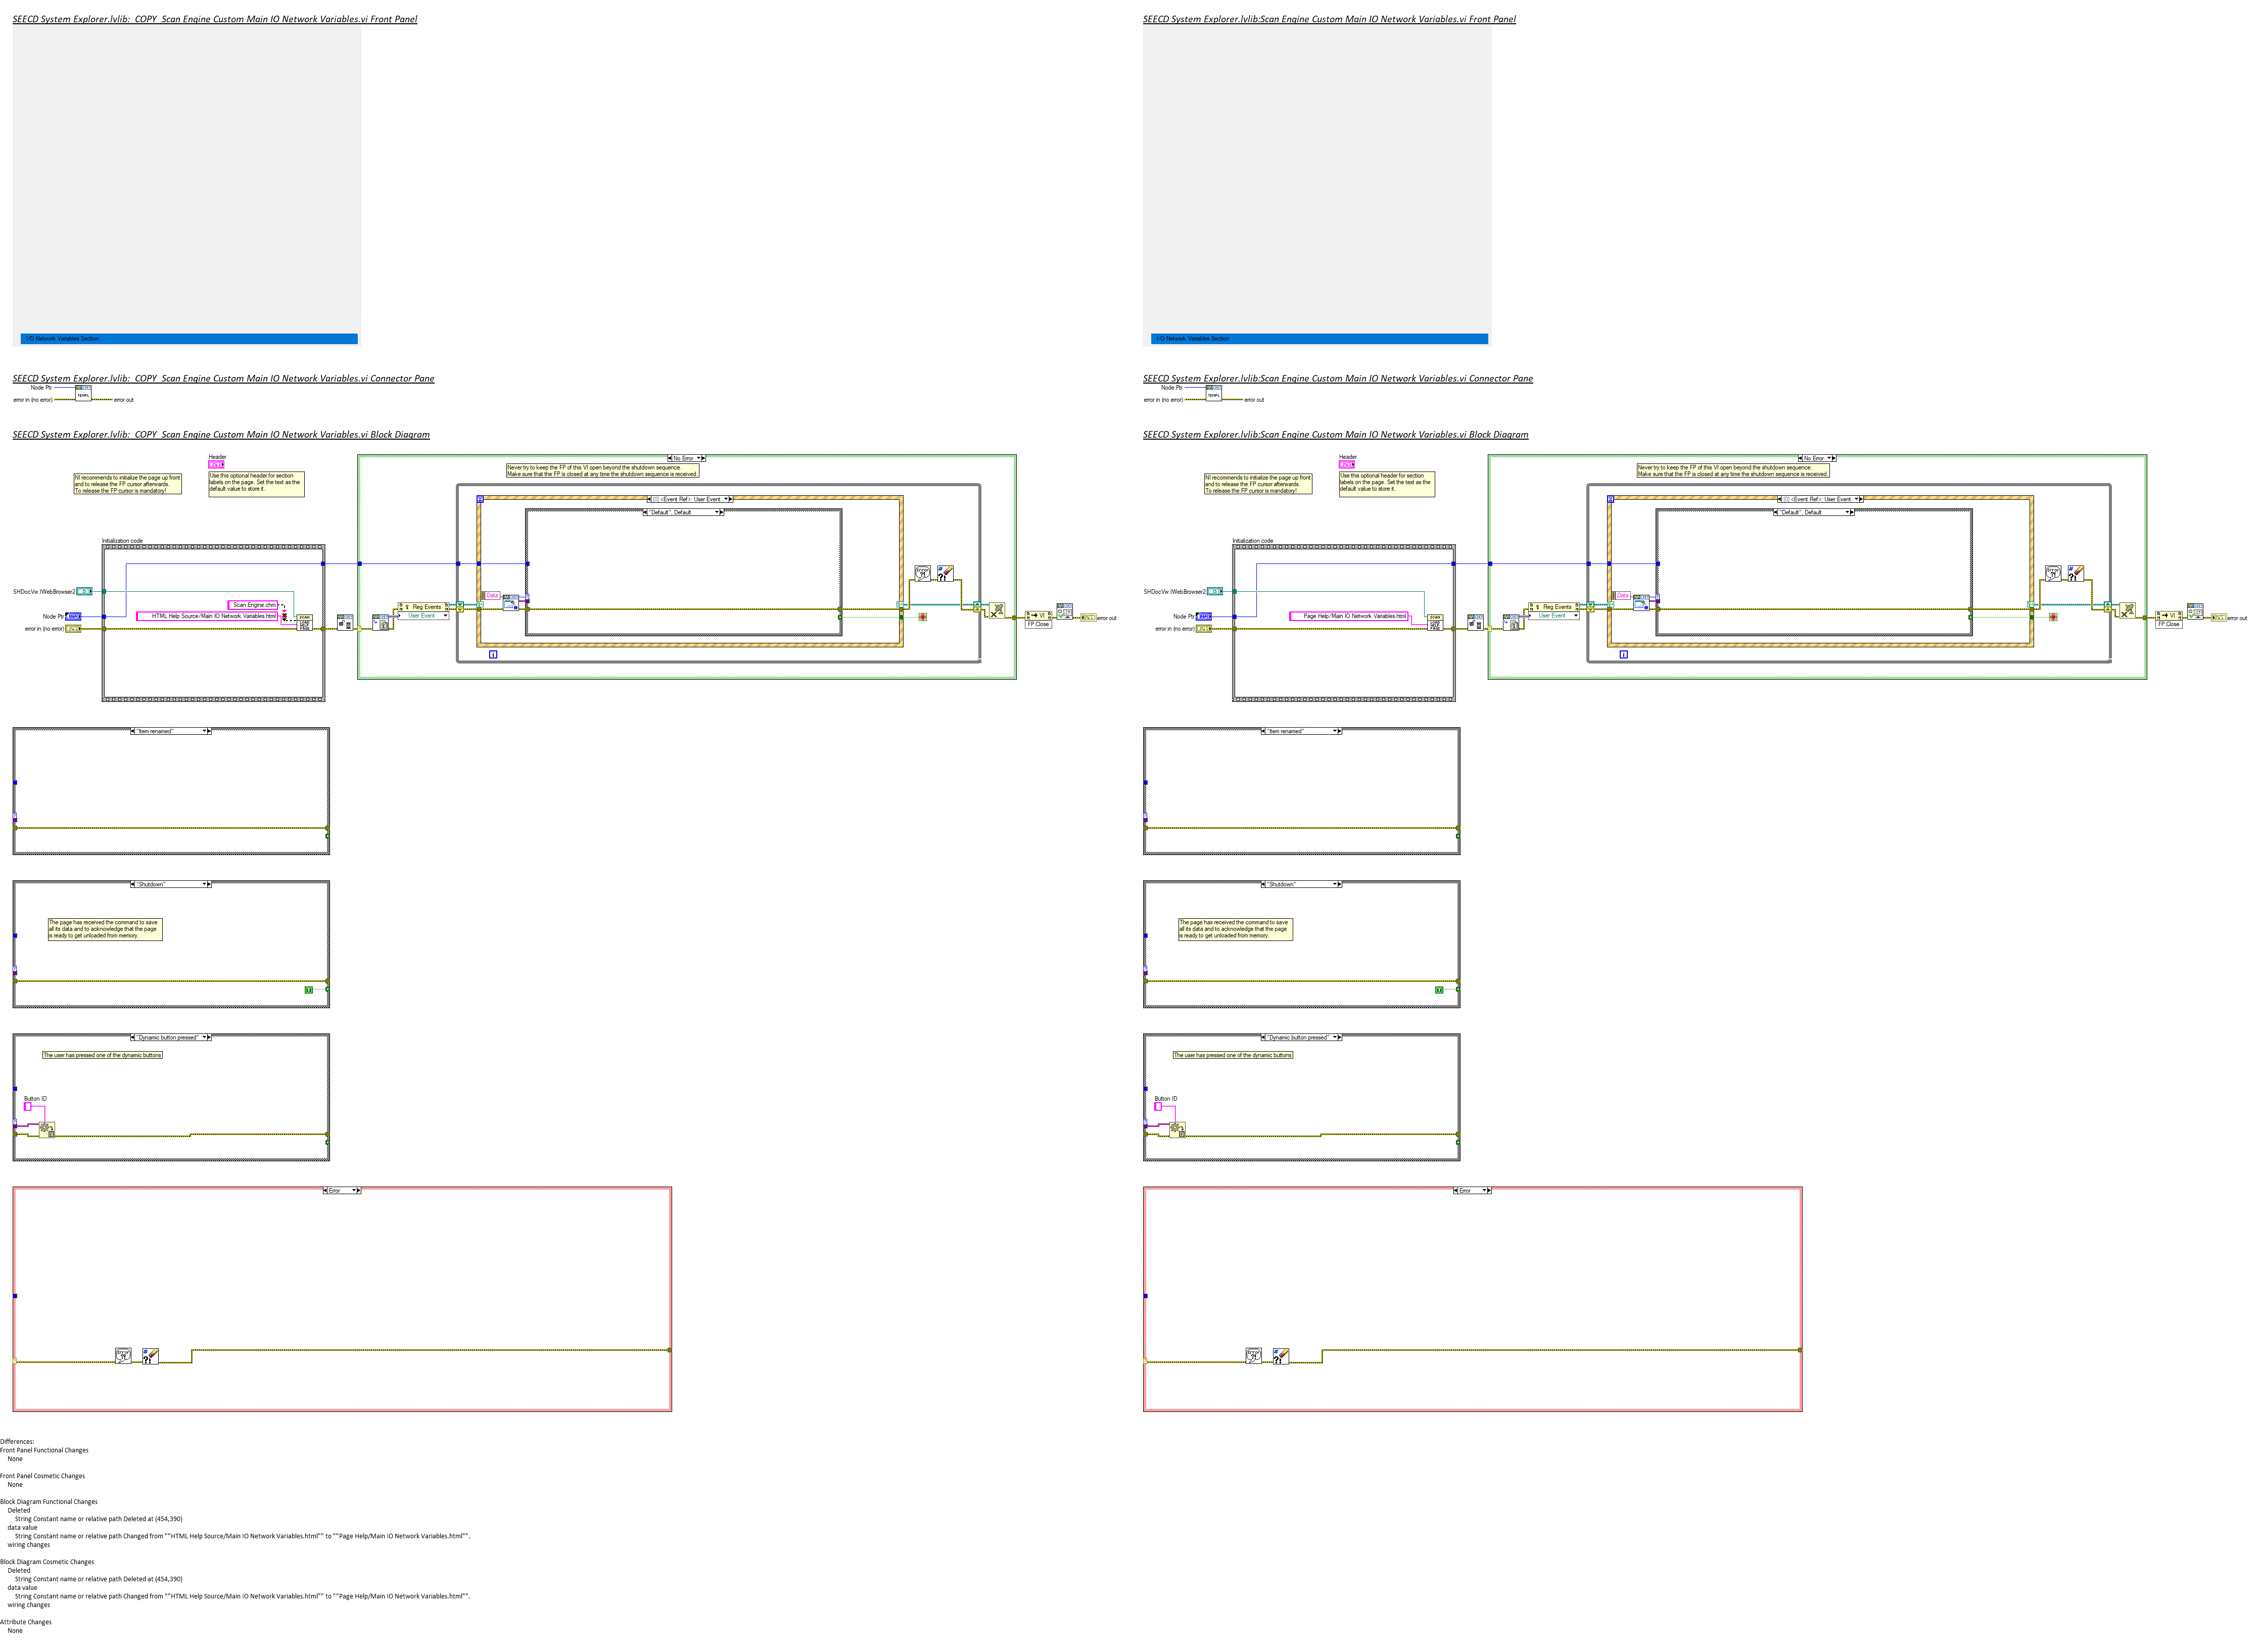 SEECD System Explorer.lvlib:_COPY_Scan Engine Custom Main IO Network Variables.vi Front Panel
I/O Network Variables Section
SEECD System Explorer.lvlib:_COPY_Scan Engine Custom Main IO Network Variables.vi Connector Pane
Node Ptr
TEMPL
error in (no error)
error out
SEECD System Explorer.lvlib:_COPY_Scan Engine Custom Main IO Network Variables.vi Block Diagram
Header
NI recommends to initialize the page up front
and to release the FP cursor afterwards.
To release the FP cursor is mandatory!
Use this optional header for section
labels on the page. Set the text as the
default value to store it.
No Error
Never try to keep the FP of this VI open beyond the shutdown sequence.
Make sure that the FP is closed at any time the shutdown sequence is received.
[0] <Event Ref>: User Event
"Default", Default
Initialization code
SHDocVw.IWebBrowser2
Scan Engine.chm
HTML Help Source/Main IO Network Variables.html
Node Ptr
error in (no error)
Reg Events
User Event
Data
VI
FP.Close
error out
"Item renamed"
"Shutdown"
The page has received the command to save
all its data and to acknowledge that the page
is ready to get unloaded from memory.
"Dynamic button pressed"
The user has pressed one of the dynamic buttons
Button ID
Error
SEECD System Explorer.lvlib:Scan Engine Custom Main IO Network Variables.vi Front Panel
I/O Network Variables Section
SEECD System Explorer.lvlib:Scan Engine Custom Main IO Network Variables.vi Connector Pane
Node Ptr
TEMPL
error in (no error)
error out
SEECD System Explorer.lvlib:Scan Engine Custom Main IO Network Variables.vi Block Diagram
Header
NI recommends to initialize the page up front
and to release the FP cursor afterwards.
To release the FP cursor is mandatory!
Use this optional header for section
labels on the page. Set the text as the
default value to store it.
No Error
Never try to keep the FP of this VI open beyond the shutdown sequence.
Make sure that the FP is closed at any time the shutdown sequence is received.
[0] <Event Ref>: User Event
"Default", Default
Initialization code
SHDocVw.IWebBrowser2
Page Help/Main IO Network Variables.html
Node Ptr
error in (no error)
Reg Events
User Event
Data
VI
FP.Close
error out
"Item renamed"
"Shutdown"
The page has received the command to save
all its data and to acknowledge that the page
is ready to get unloaded from memory.
"Dynamic button pressed"
The user has pressed one of the dynamic buttons
Button ID
Error
Differences:
Front Panel Functional Changes
None
Front Panel Cosmetic Changes
None
Block Diagram Functional Changes
Deleted
String Constant name or relative path Deleted at (454,390)
data value
String Constant name or relative path Changed from ""HTML Help Source/Main IO Network Variables.html"" to ""Page Help/Main IO Network Variables.html"".
wiring changes
Block Diagram Cosmetic Changes
Deleted
String Constant name or relative path Deleted at (454,390)
data value
String Constant name or relative path Changed from ""HTML Help Source/Main IO Network Variables.html"" to ""Page Help/Main IO Network Variables.html"".
wiring changes
Attribute Changes
None